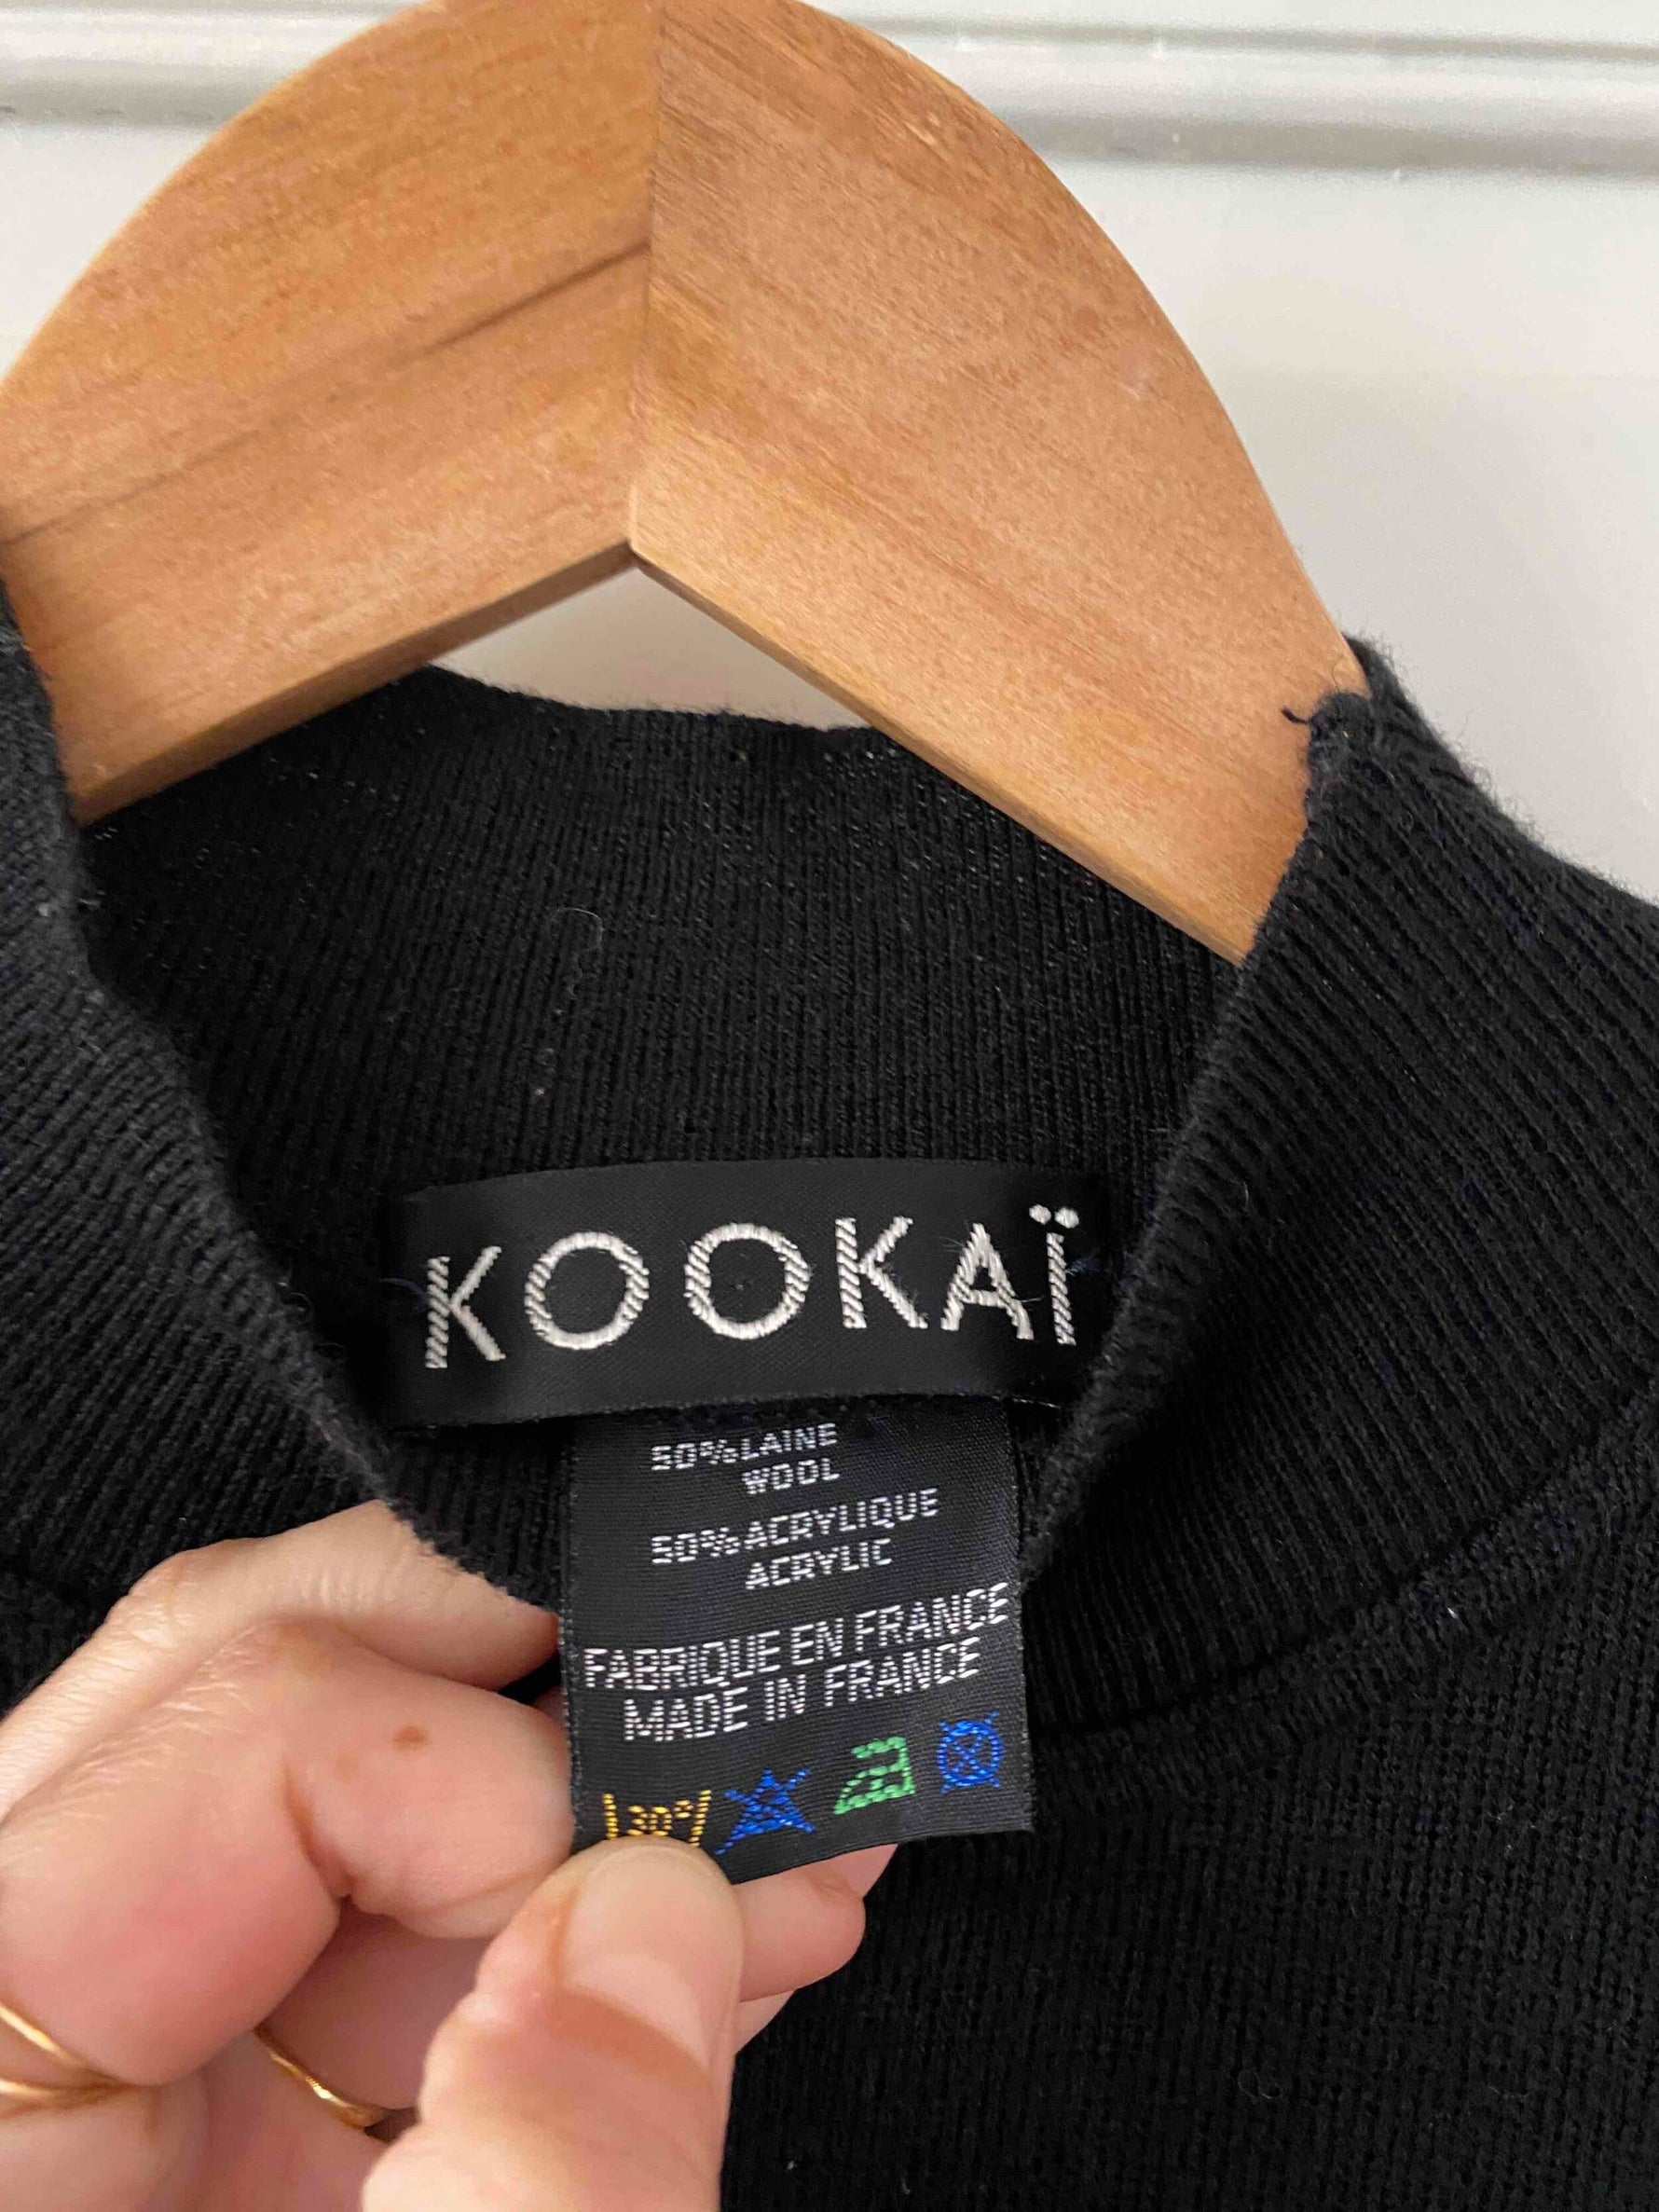 KOOKAÏ
50%LAINE
WOOL
50%ACRYLIQUE
ACRYLIC
FABRIQUE EN FRANCE
MADE IN FRANCE
30°